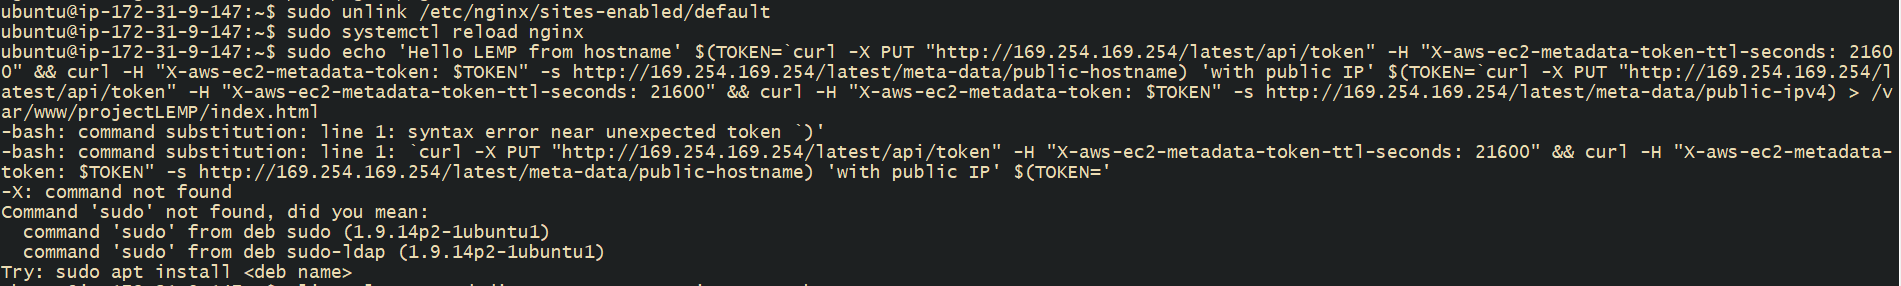 ubuntu@ip-172-31-9-147:~$ sudo unlink /etc/nginx/sites-enabled/default
ubuntu@ip-172-31-9-147:~$ sudo systemctl reload nginx
ubuntu@ip-172-31-9-147:~$ sudo echo 'Hello LEMP from hostname' $(TOKEN=`curl -X PUT "http://169.254.169.254/latest/api/token" -H "X-aws-ec2-metadata-token-ttl-seconds: 2160
0" && curl -H "X-aws-ec2-metadata-token: $TOKEN" -s http://169.254.169.254/latest/meta-data/public-hostname) 'with public IP' $(TOKEN=`curl -X PUT "http://169.254.169.254/l
atest/api/token" -H "X-aws-ec2-metadata-token-ttl-seconds: 21600" && curl -H "X-aws-ec2-metadata-token: $TOKEN" -s http://169.254.169.254/latest/meta-data/public-ipv4) > /v
ar/www/projectLEMP/index.html
-bash: command substitution: line 1: syntax error near unexpected token `)'
-bash: command substitution: line 1: `curl -X PUT "http://169.254.169.254/latest/api/token" -H "X-aws-ec2-metadata-token-ttl-seconds: 21600" && curl -H "X-aws-ec2-metadata-
token: $TOKEN" -s http://169.254.169.254/latest/meta-data/public-hostname) 'with public IP' $(TOKEN='
-X: command not found
Command 'sudo' not found, did you mean:
  command 'sudo' from deb sudo (1.9.14p2-1ubuntu1)
  command 'sudo' from deb sudo-ldap (1.9.14p2-1ubuntu1)
Try: sudo apt install <deb name>